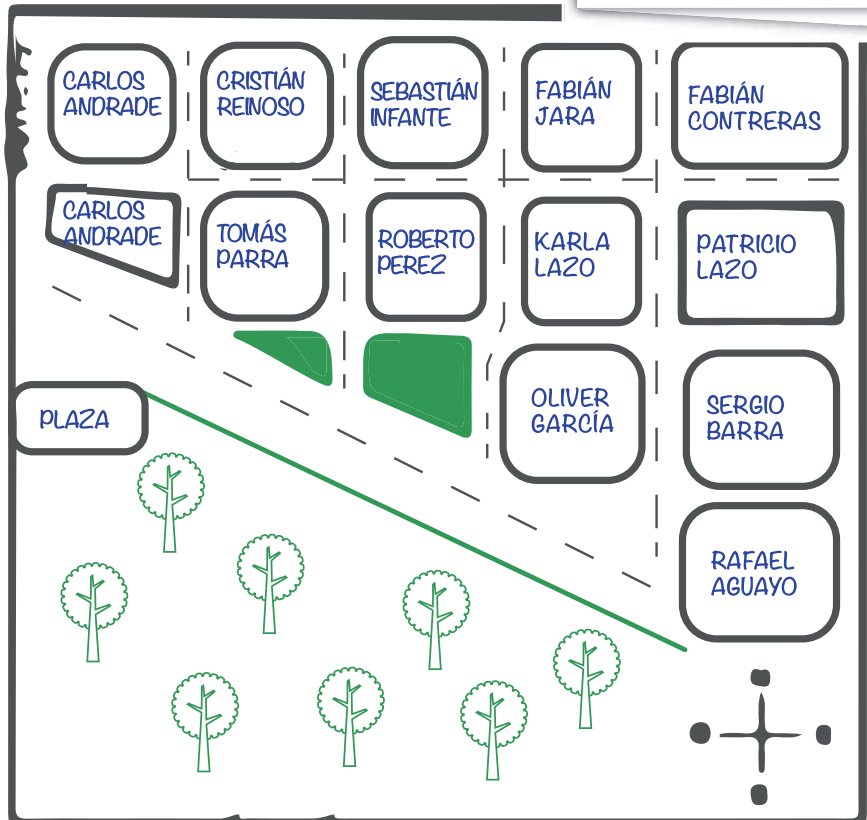 CARLOS
ANDRADE
CRISTIÁN
REINOSO
SEBASTIÁN
INFANTE
FABIÁN
JARA
FABIÁN
CONTRERAS
CARLOS
ANDRADE
TOMÁS
PARRA
ROBERTO
PEREZ
KARLA
LAZO
PATRICIO
LAZO
PLAZA
OLIVER
GARCÍA
SERGIO
BARRA
RAFAEL
AGUAYO